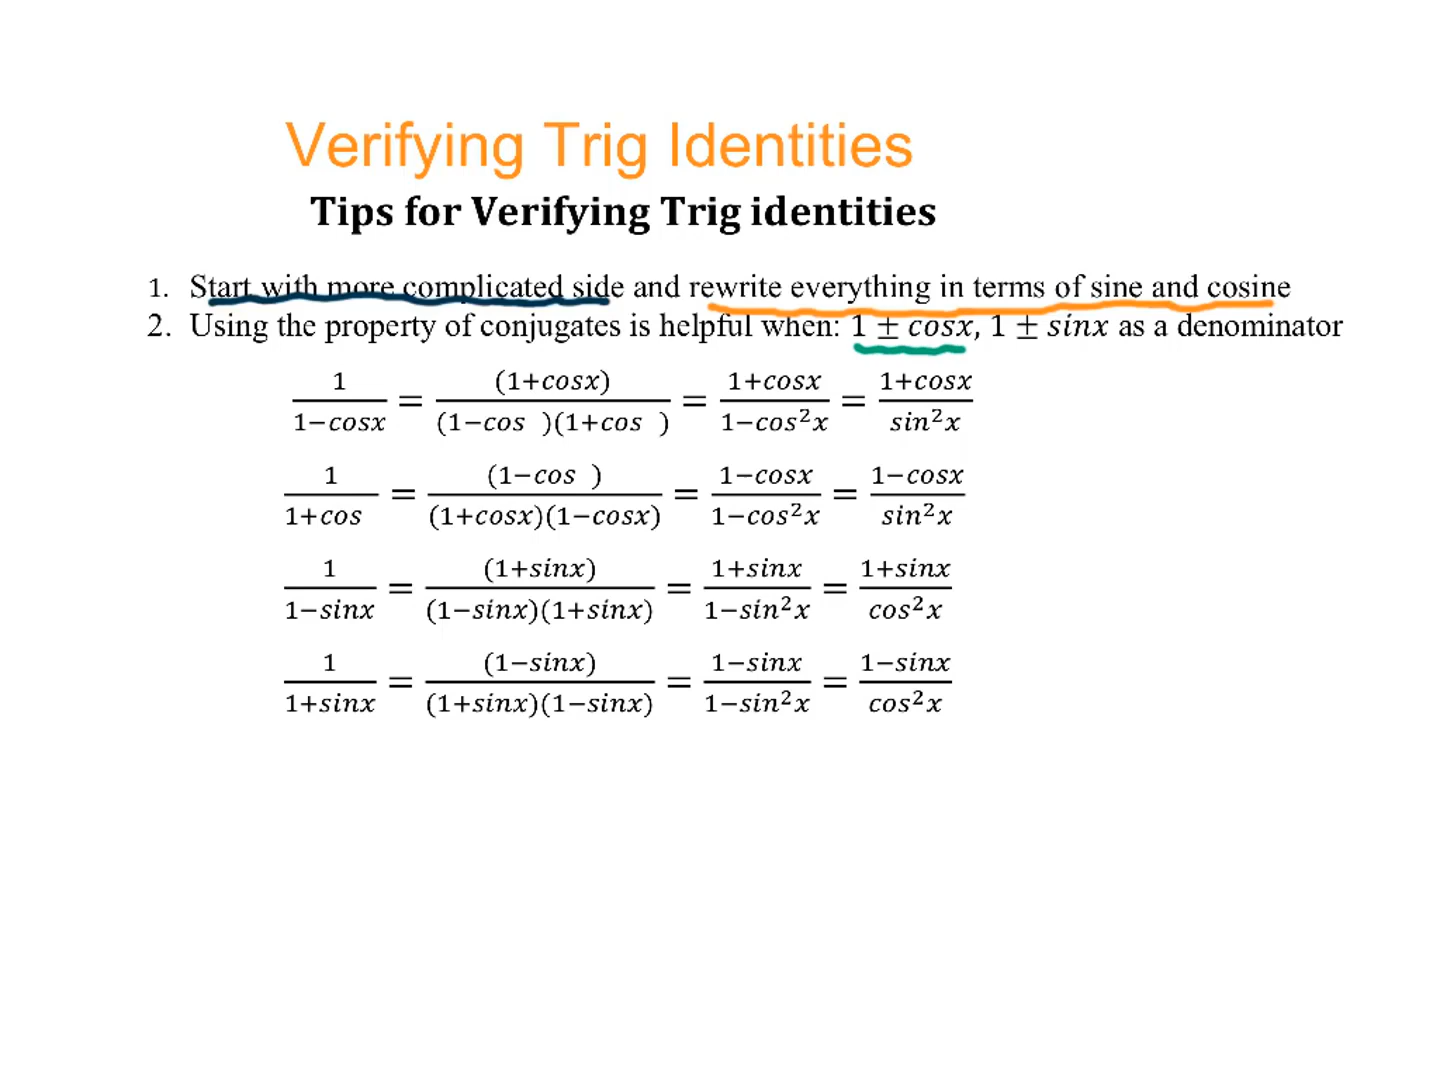 Verifying Trig Identities
Tips for Verifying Trig identities
1. Start with more complicated side and rewrite everything in terms of sine and cosine
2. Using the property of conjugates is helpful when: 1 ± cosx, 1 ± sinx as a denominator
1/(1−cosx) = (1+cosx)/((1−cos )(1+cos )) = (1+cosx)/(1−cos²x) = (1+cosx)/(sin²x)
1/(1+cos) = (1−cos )/((1+cosx)(1−cosx)) = (1−cosx)/(1−cos²x) = (1−cosx)/(sin²x)
1/(1−sinx) = (1+sinx)/((1−sinx)(1+sinx)) = (1+sinx)/(1−sin²x) = (1+sinx)/(cos²x)
1/(1+sinx) = (1−sinx)/((1+sinx)(1−sinx)) = (1−sinx)/(1−sin²x) = (1−sinx)/(cos²x)